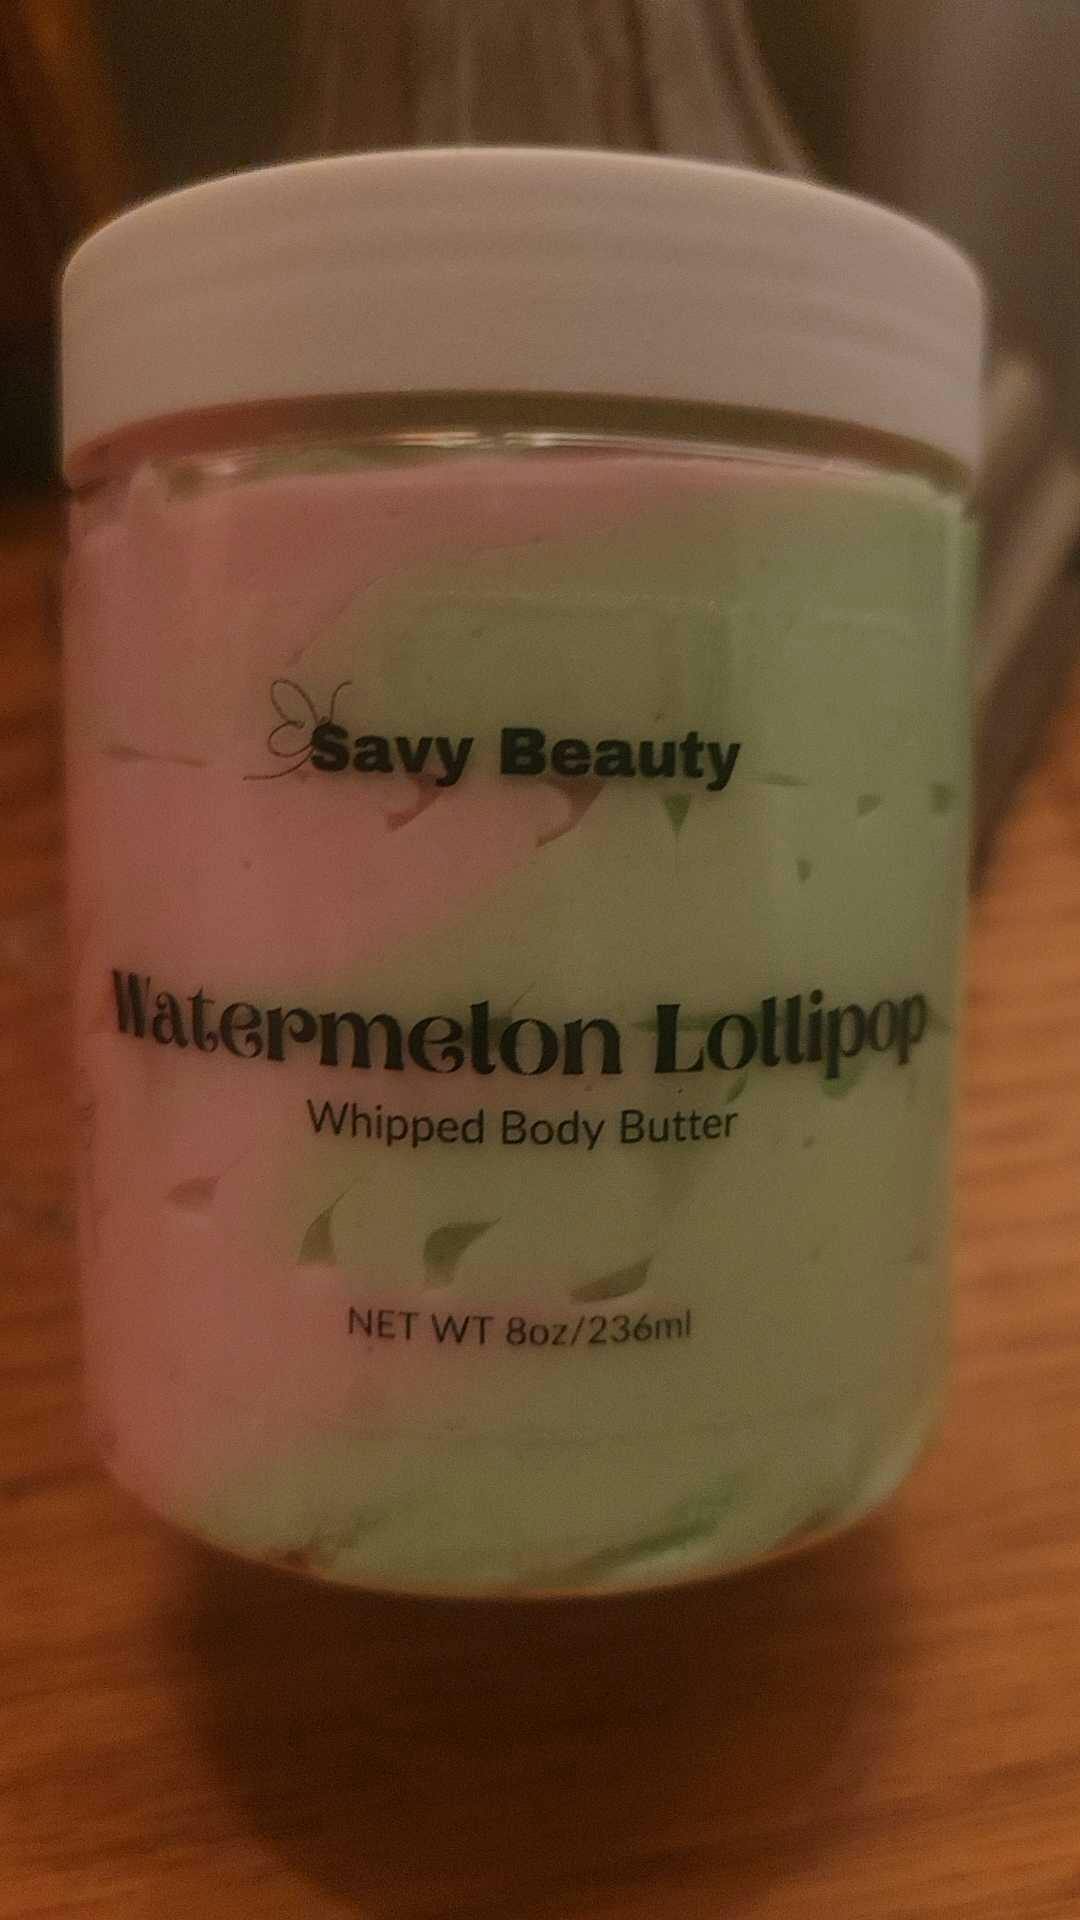 Savy Beauty
Watermelon Lollipop
Whipped Body Butter
NET WT 8oz/236ml